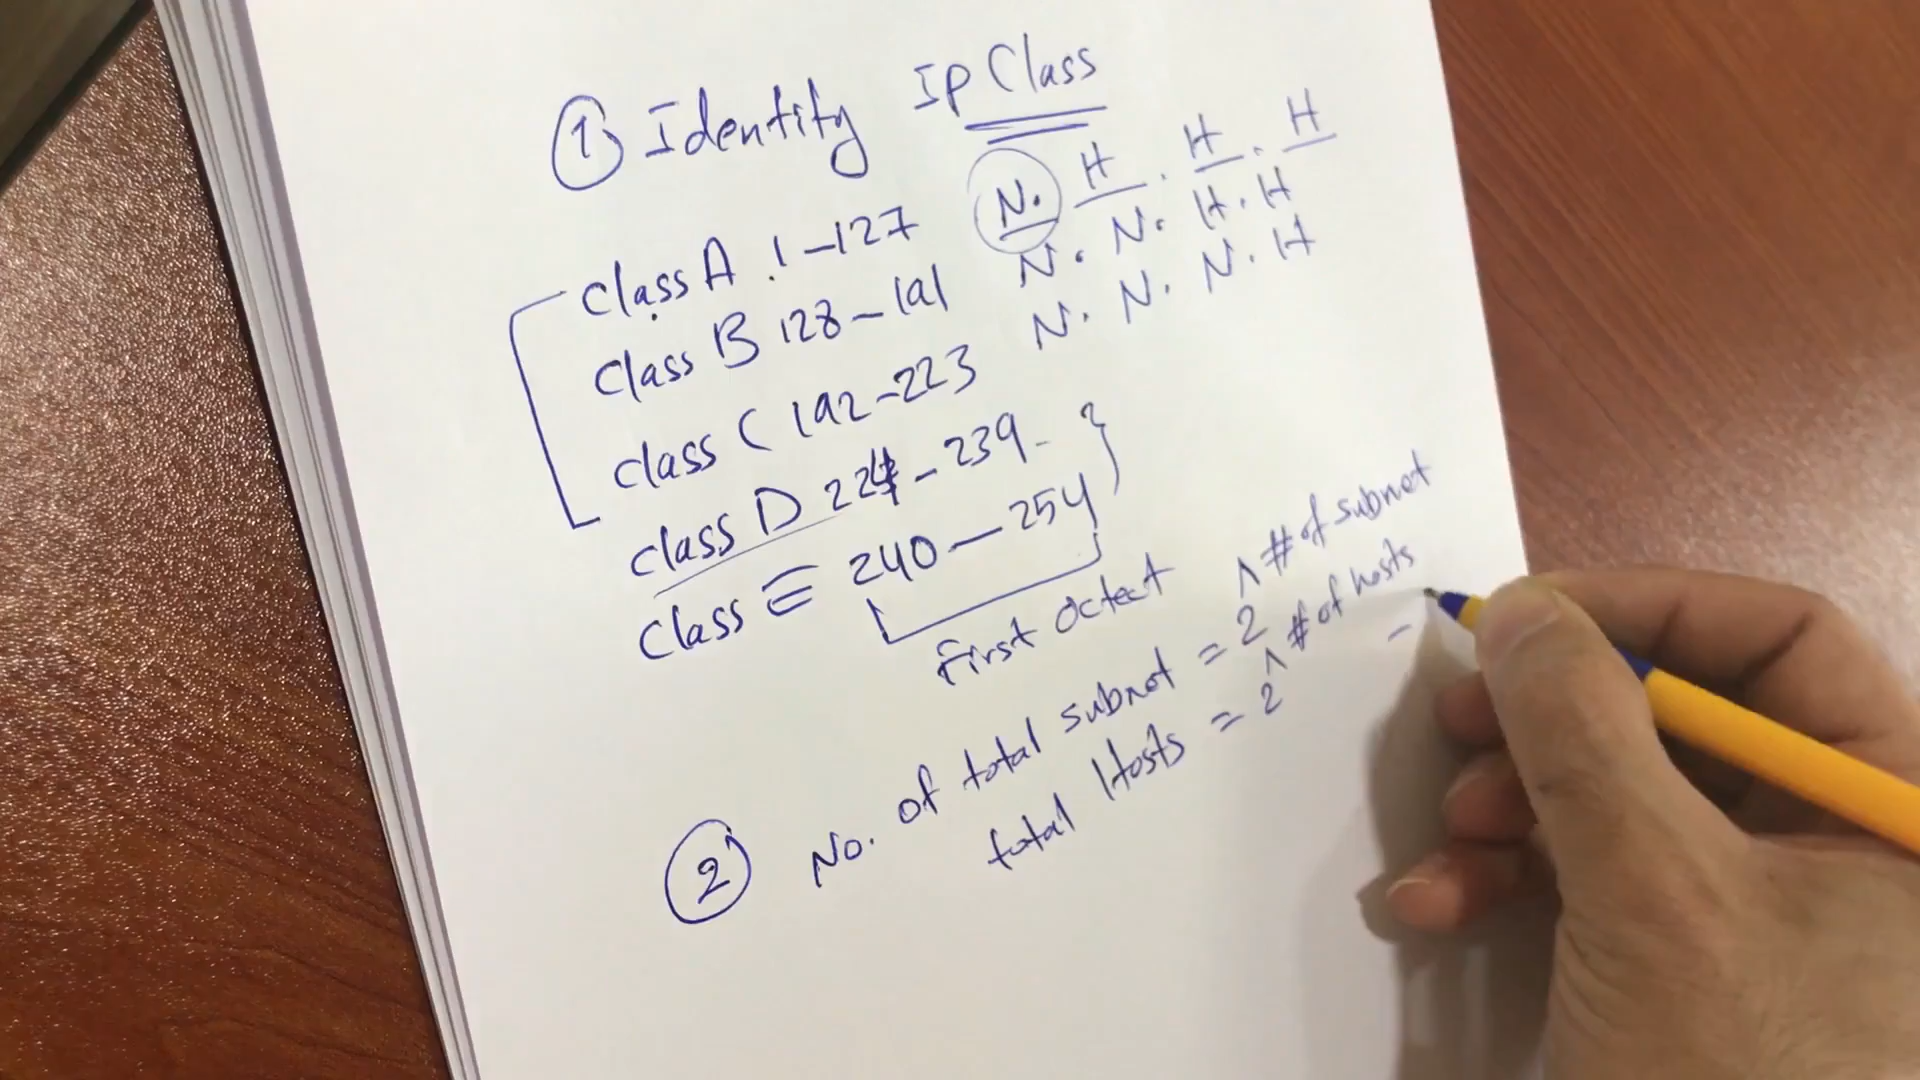 ① Identify IP Class
class A 1-127 N. H . H . H
class B 128-191 N. N. H. H
class C 192-223 N. N. N. H
class D 224-239-
class E 240-254
First octect
② No. of total subnet = 2 ^ # of subnet
total Hosts = 2 ^ # of hosts -